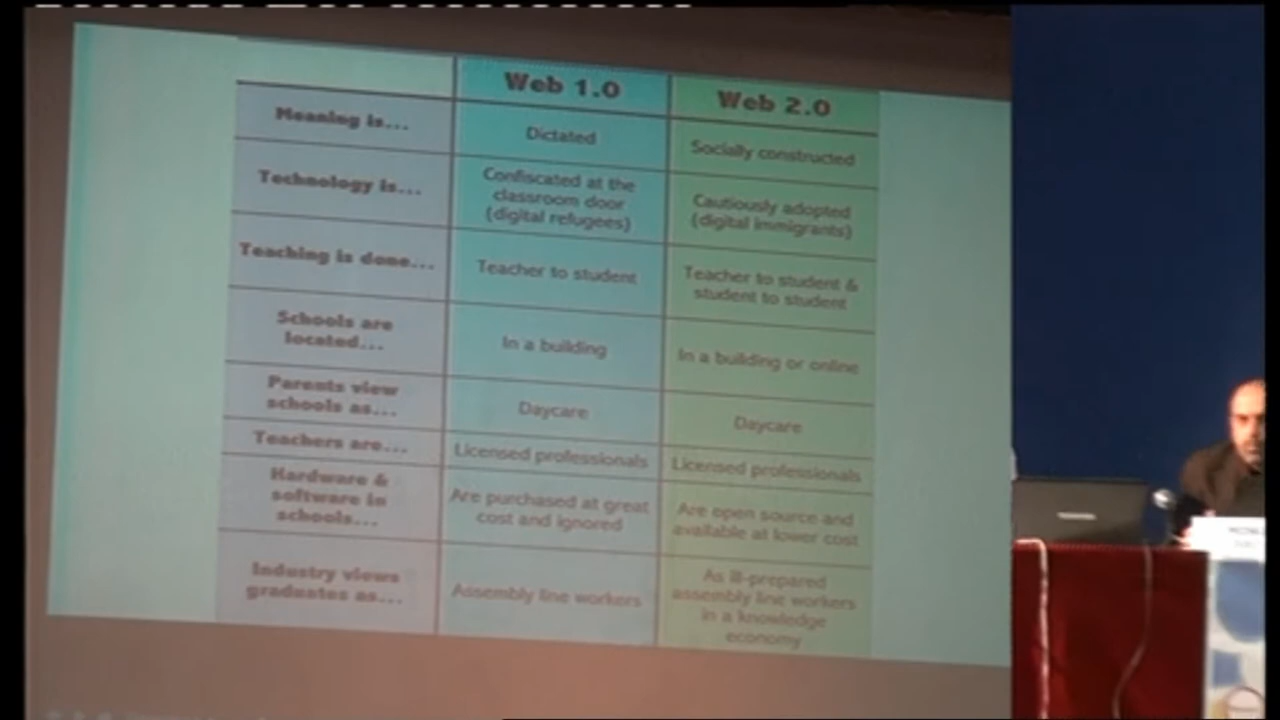 Web 1.0
Web 2.0
Meaning is...
Dictated
Socially constructed
Technology is...
Confiscated at the
classroom door
(digital refugees)
Cautiously adopted
(digital immigrants)
Teaching is done...
Teacher to student
Teacher to student &
student to student
Schools are
located...
In a building
In a building or online
Parents view
schools as...
Daycare
Daycare
Teachers are...
Licensed professionals
Licensed professionals
Hardware &
software in
schools...
Are purchased at great
cost and ignored
Are open source and
available at lower cost
Industry views
graduates as...
Assembly line workers
As ill-prepared
assembly line workers
in a knowledge
economy